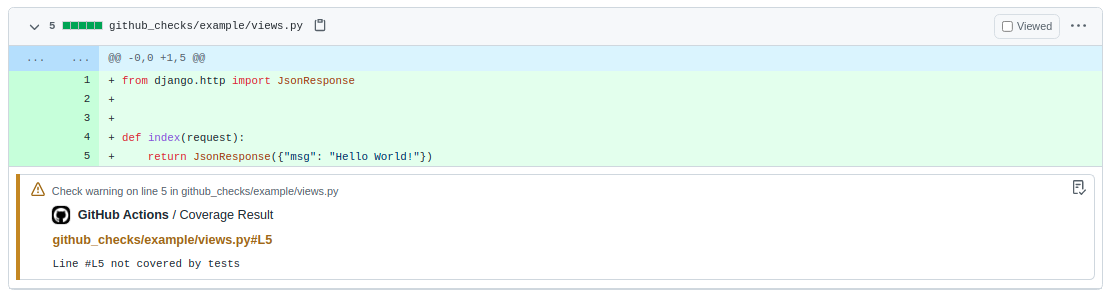 5 github_checks/example/views.py Viewed ...
... ... @@ -0,0 +1,5 @@
1 + from django.http import JsonResponse
2 +
3 +
4 + def index(request):
5 + return JsonResponse({"msg": "Hello World!"})
Check warning on line 5 in github_checks/example/views.py
GitHub Actions / Coverage Result
github_checks/example/views.py#L5
Line #L5 not covered by tests